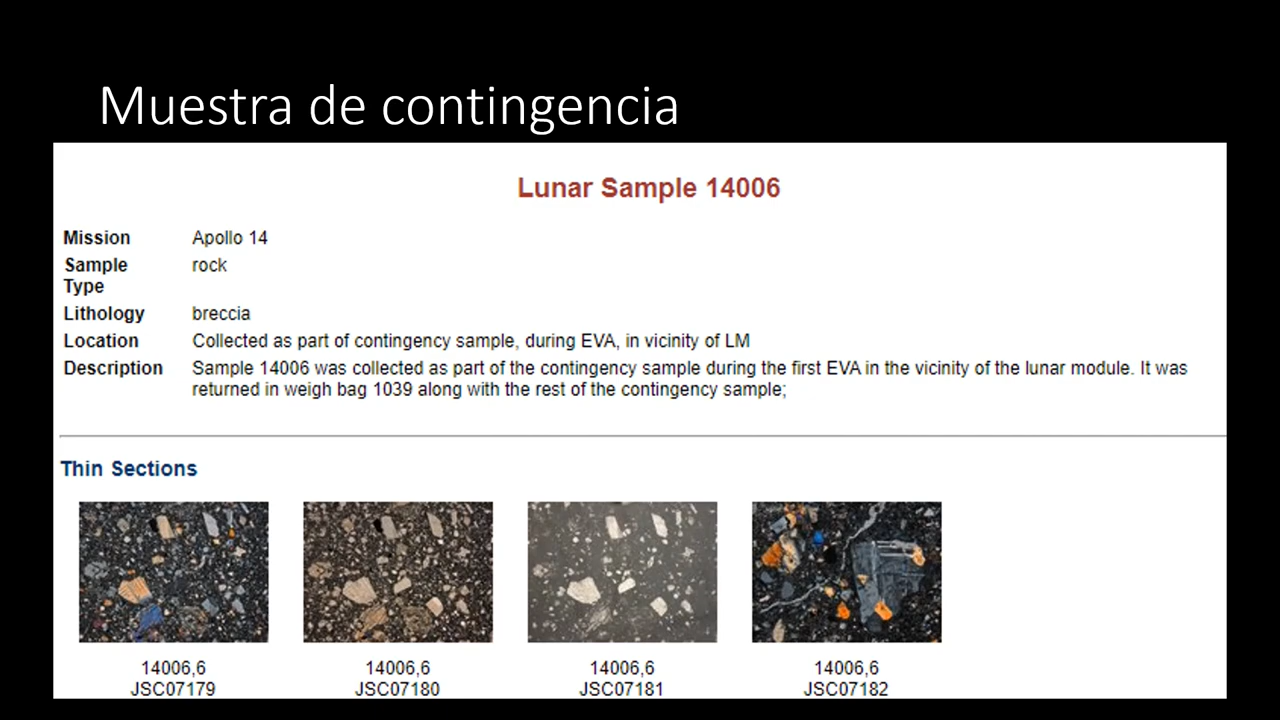 Muestra de contingencia
Lunar Sample 14006
Mission Apollo 14
Sample Type rock
Lithology breccia
Location Collected as part of contingency sample, during EVA, in vicinity of LM
Description Sample 14006 was collected as part of the contingency sample during the first EVA in the vicinity of the lunar module. It was
returned in weigh bag 1039 along with the rest of the contingency sample;
Thin Sections
14006,6 14006,6 14006,6 14006,6
JSC07179 JSC07180 JSC07181 JSC07182